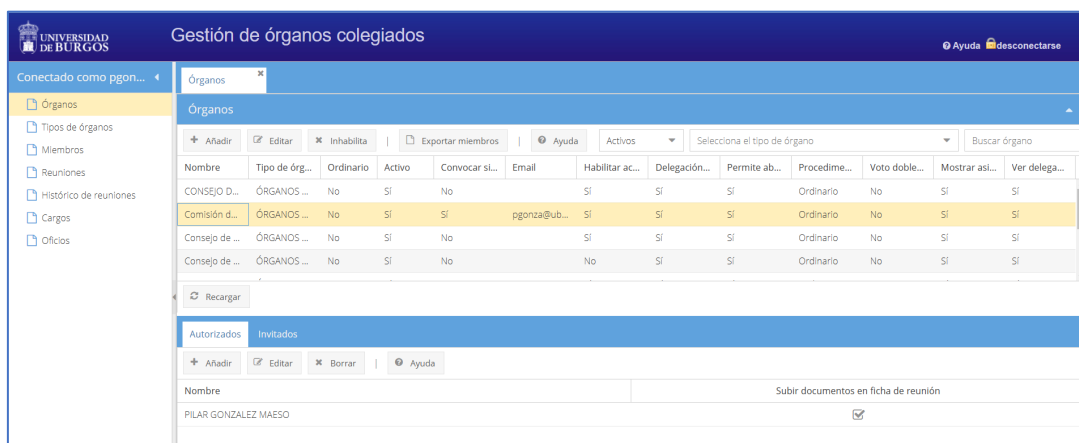 UNIVERSIDAD
DE BURGOS
Gestión de órganos colegiados
Ayuda desconectarse
Conectado como pgon...
Órganos
Tipos de órganos
Miembros
Reuniones
Histórico de reuniones
Cargos
Oficios
Órganos
Órganos
Añadir Editar Inhabilita | Exportar miembros | Ayuda Activos Selecciona el tipo de órgano Buscar órgano
Nombre Tipo de órg... Ordinario Activo Convocar si... Email Habilitar ac... Delegación... Permite ab... Procedime... Voto doble... Mostrar asi... Ver delega...
CONSEJO D... ÓRGANOS ... No Sí No Sí Sí Sí Ordinario No Sí Sí
Comisión d... ÓRGANOS ... No Sí Sí pgonza@ub... Sí Sí Sí Ordinario No Sí Sí
Consejo de ... ÓRGANOS ... No Sí No Sí Sí Sí Ordinario No Sí Sí
Consejo de ... ÓRGANOS ... No Sí No No Sí Sí Ordinario No Sí Sí
Recargar
Autorizados Invitados
Añadir Editar Borrar | Ayuda
Nombre Subir documentos en ficha de reunión
PILAR GONZALEZ MAESO